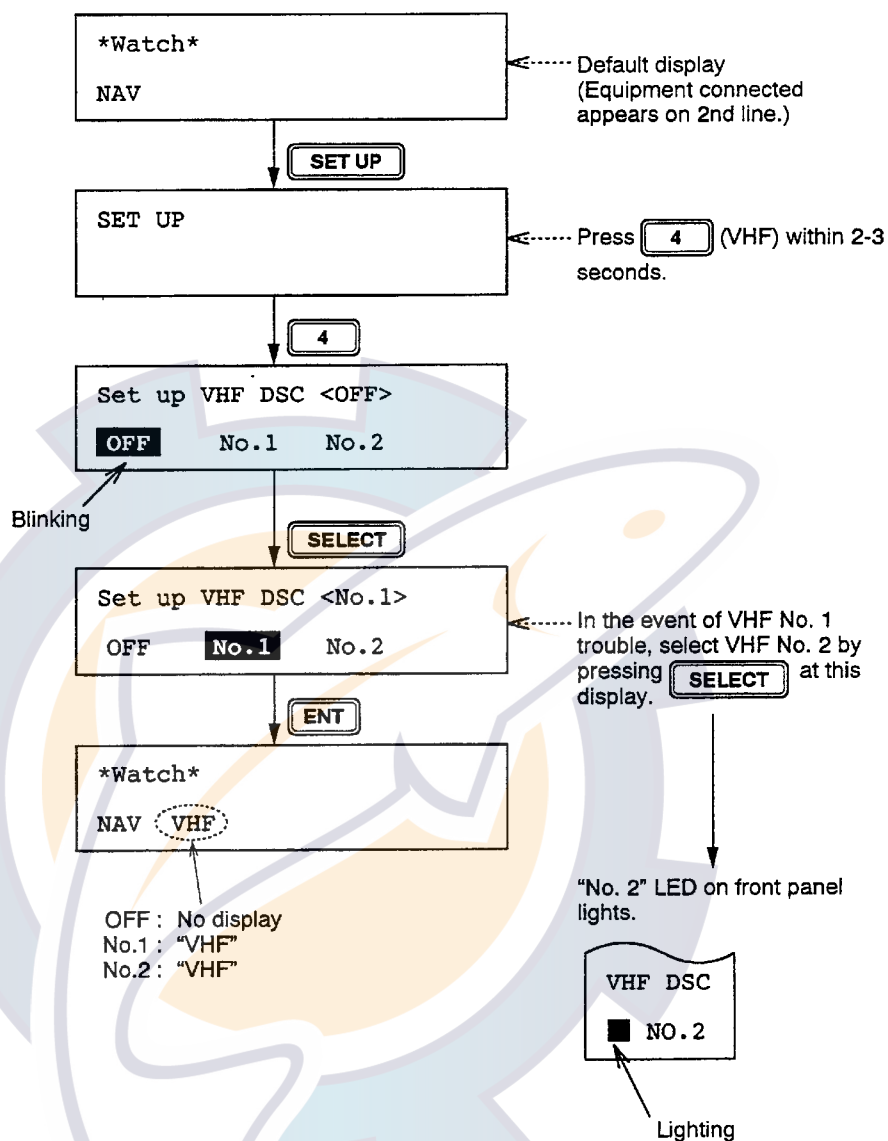 *Watch*
NAV
Default display
(Equipment connected
appears on 2nd line.)
SET UP
SET UP
Press 4 (VHF) within 2-3
seconds.
4
Set up VHF DSC <OFF>
OFF No.1 No.2
Blinking
SELECT
Set up VHF DSC <No.1>
OFF No.1 No.2
In the event of VHF No. 1
trouble, select VHF No. 2 by
pressing SELECT at this
display.
ENT
*Watch*
NAV VHF
OFF : No display
No.1 : "VHF"
No.2 : "VHF"
"No. 2" LED on front panel
lights.
VHF DSC
NO.2
Lighting